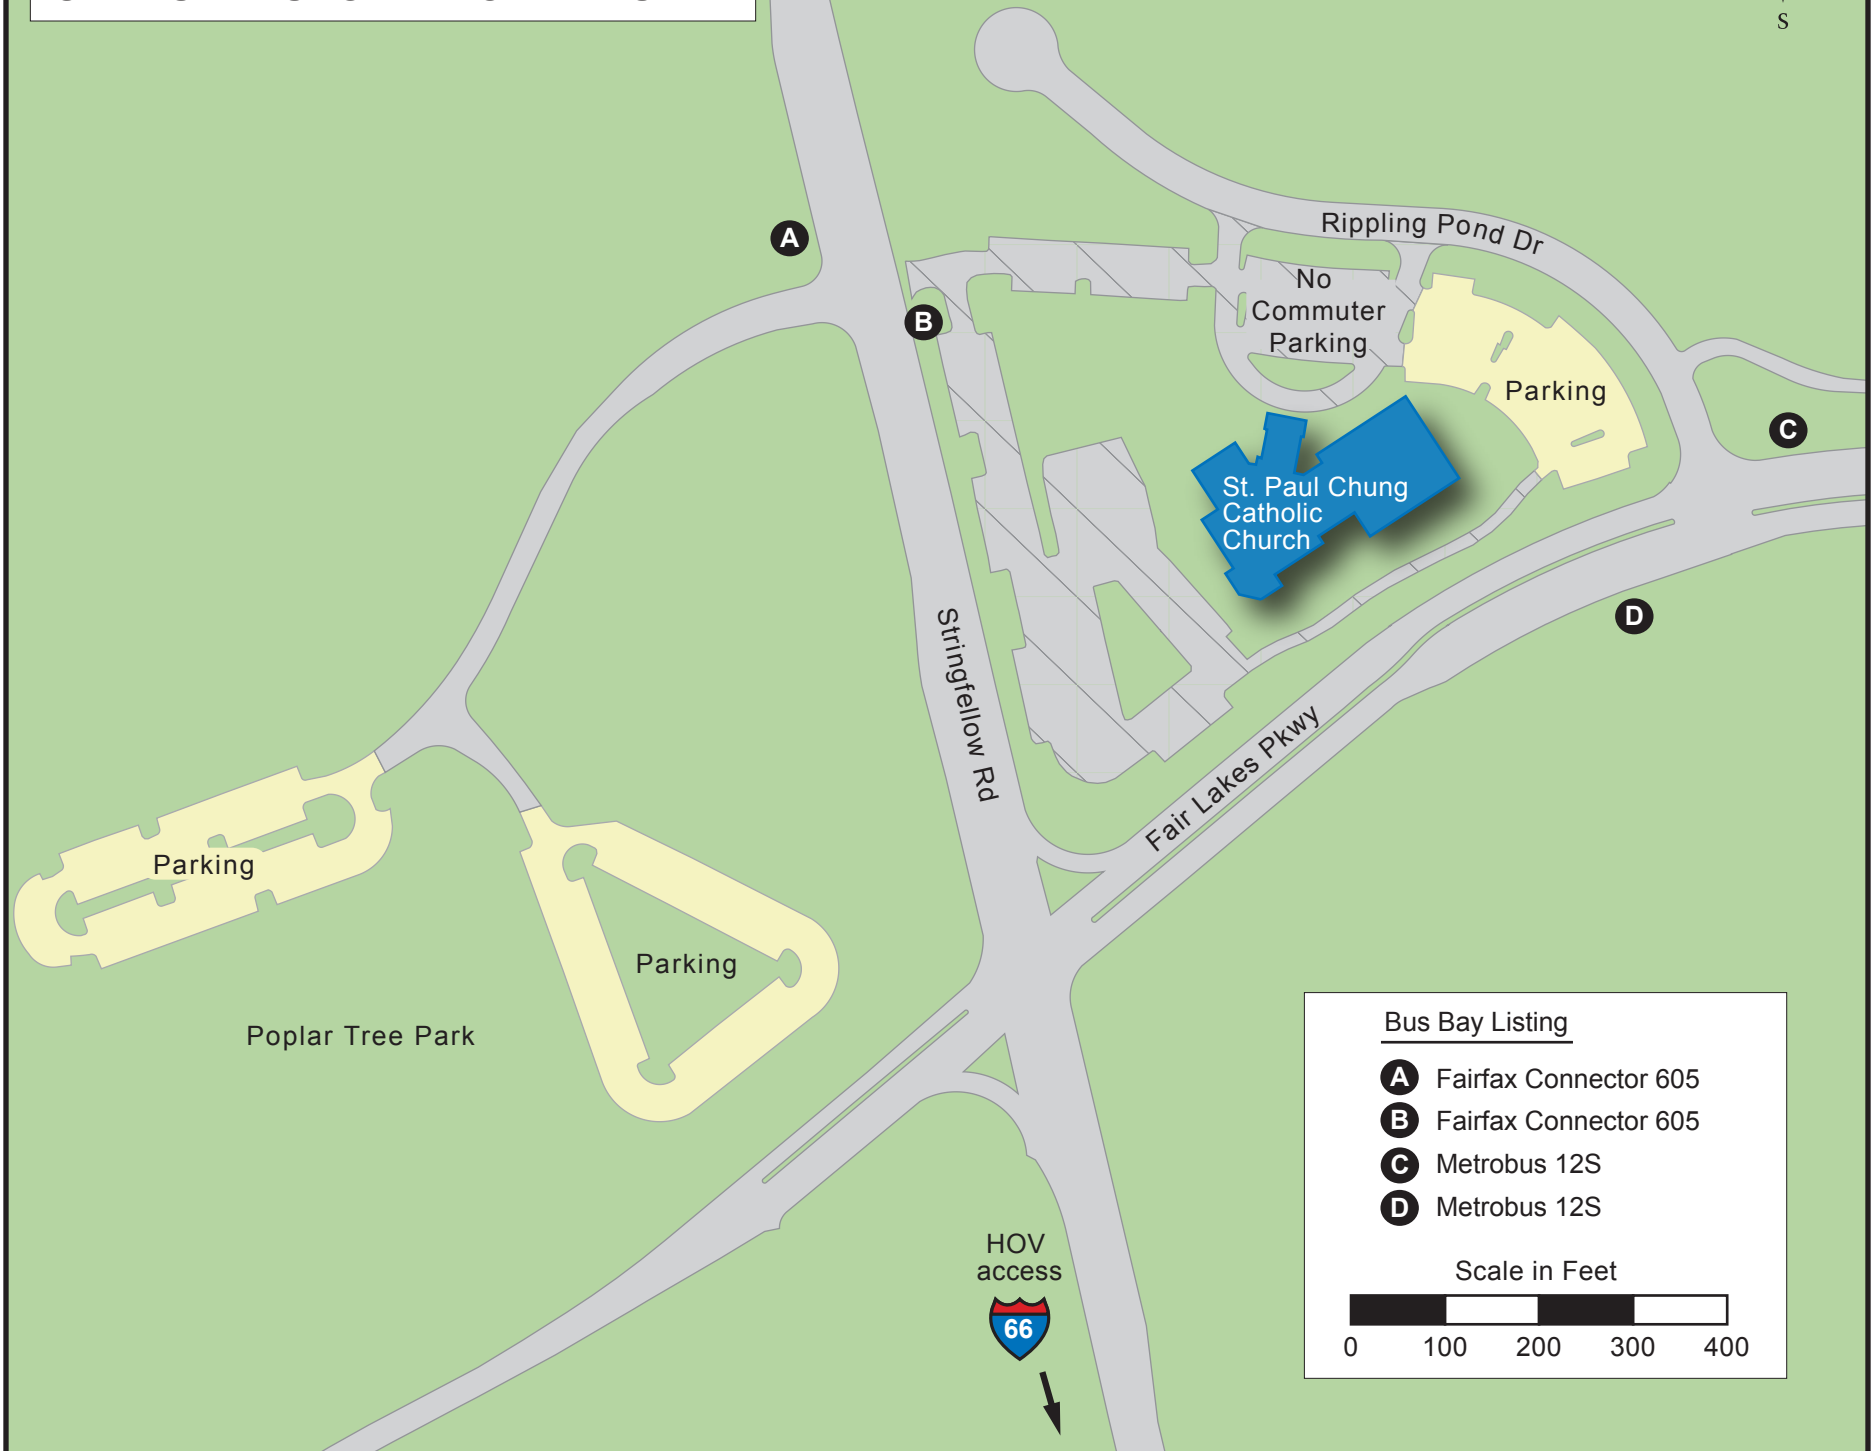 S
A
Rippling Pond Dr
No
Commuter
Parking
B
Parking
C
St. Paul Chung
Catholic
Church
D
Stringfellow Rd
Fair Lakes Pkwy
Parking
Parking
Poplar Tree Park
Bus Bay Listing
A Fairfax Connector 605
B Fairfax Connector 605
C Metrobus 12S
D Metrobus 12S
HOV
access
66
Scale in Feet
0 100 200 300 400